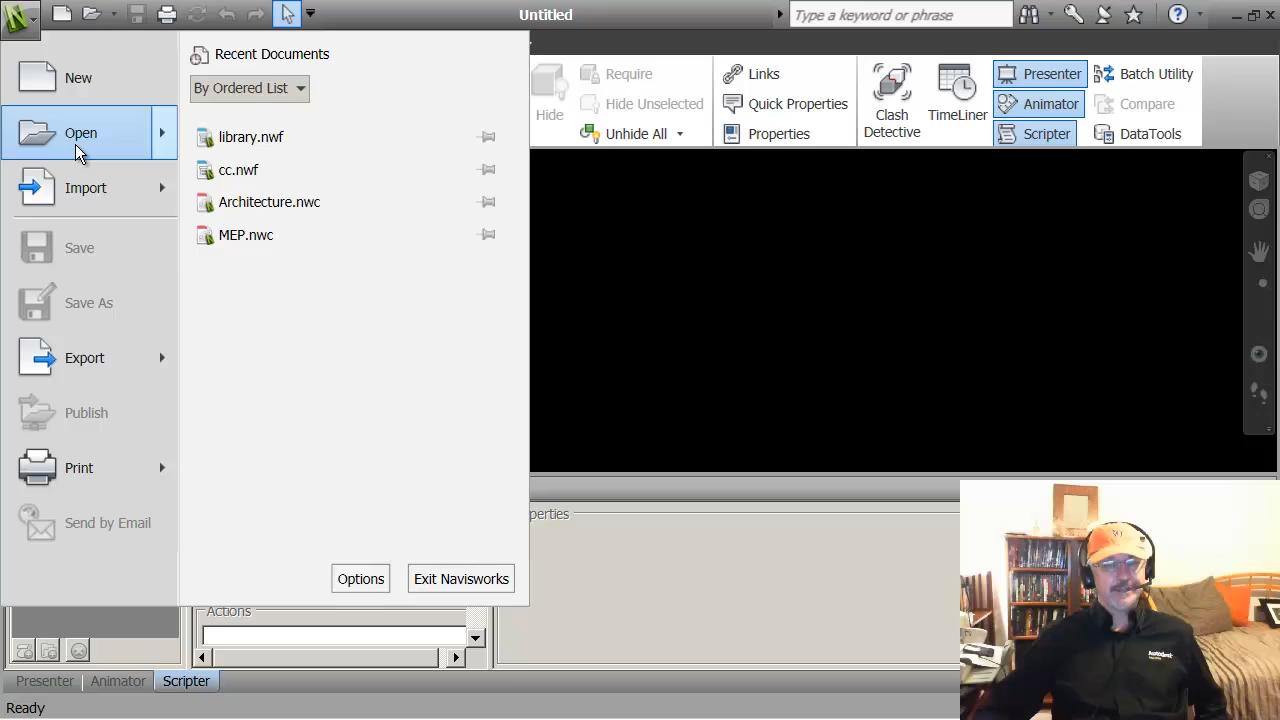 Untitled
Type a keyword or phrase
Recent Documents
By Ordered List
New
Open
Import
Save
Save As
Export
Publish
Print
Send by Email
library.nwf
cc.nwf
Architecture.nwc
MEP.nwc
Options
Exit Navisworks
Hide
Require
Hide Unselected
Unhide All
Links
Quick Properties
Properties
Clash
Detective
TimeLiner
Presenter
Animator
Scripter
Batch Utility
Compare
DataTools
perties
Actions
Autodesk
Presenter
Animator
Scripter
Ready